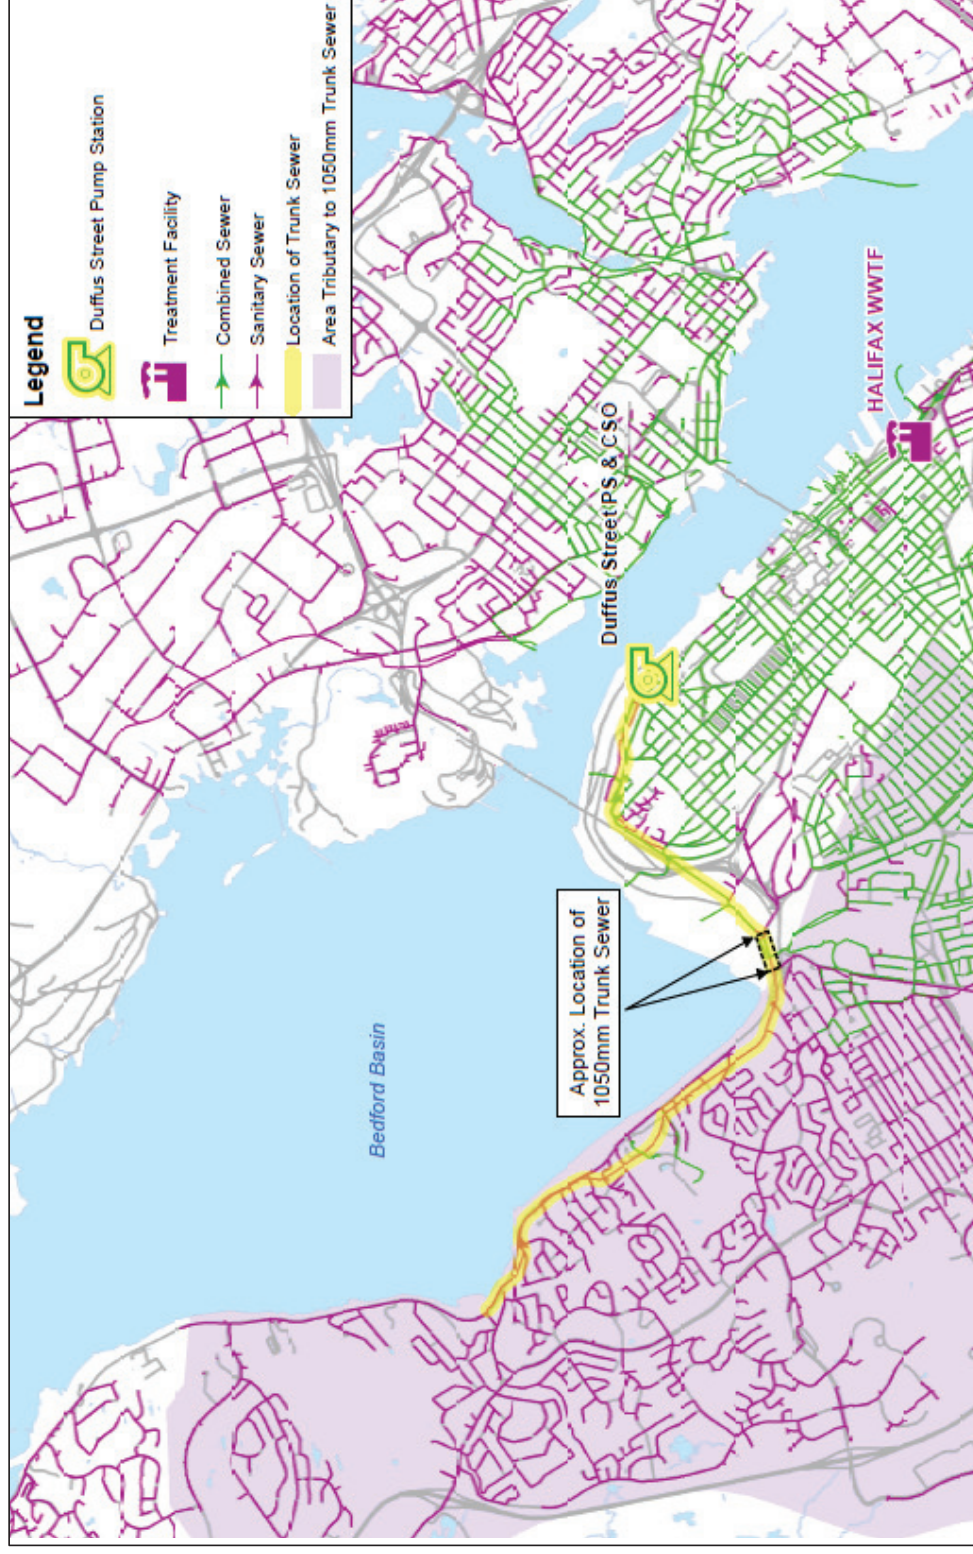 Legend
Duffus Street Pump Station
Treatment Facility
Combined Sewer
Sanitary Sewer
Location of Trunk Sewer
Area Tributary to 1050mm Trunk Sewer
Bedford Basin
Approx. Location of
1050mm Trunk Sewer
Duffus Street PS & CSO
HALIFAX WWTF